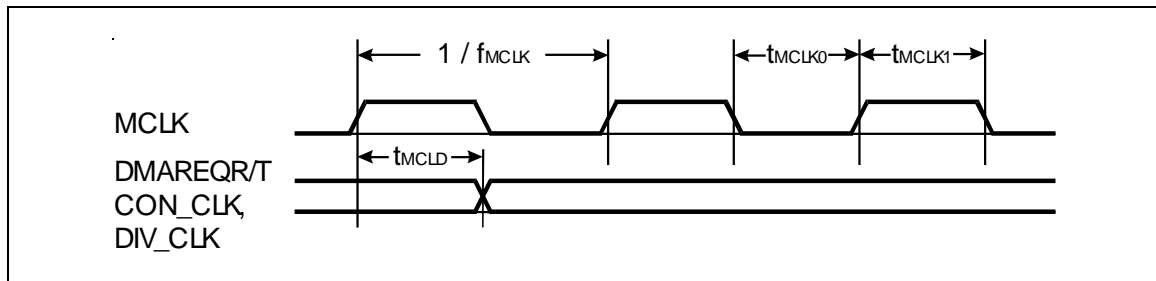 1 / fMCLK
tMCLK0
tMCLK1
MCLK
tMCLD
DMAREQR/T
CON_CLK,
DIV_CLK